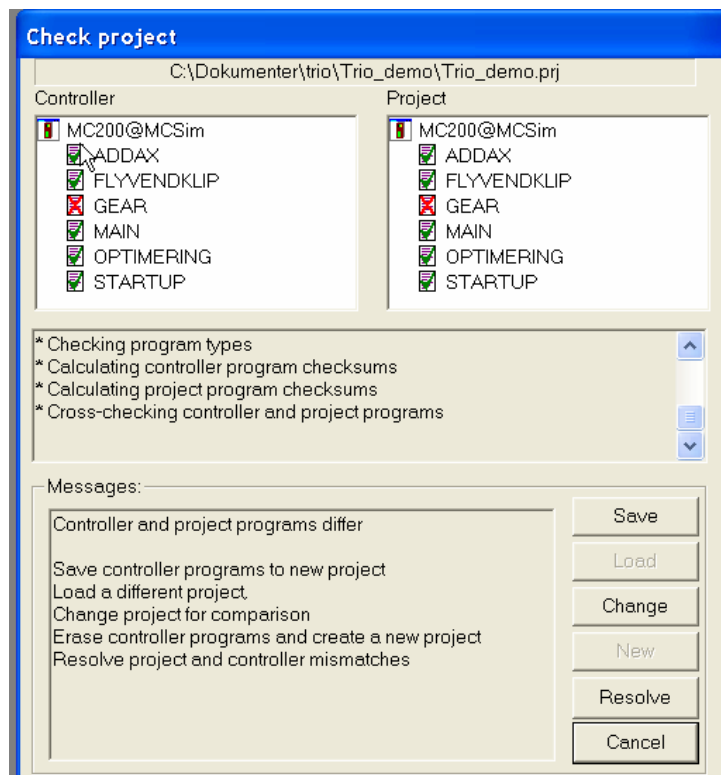 Check project
C:\Dokumenter\trio\Trio_demo\Trio_demo.prj
Controller
MC200@MCSim
ADDAX
FLYVENDKLIP
GEAR
MAIN
OPTIMERING
STARTUP
Project
MC200@MCSim
ADDAX
FLYVENDKLIP
GEAR
MAIN
OPTIMERING
STARTUP
* Checking program types
* Calculating controller program checksums
* Calculating project program checksums
* Cross-checking controller and project programs
Messages:
Controller and project programs differ
Save controller programs to new project
Load a different project,
Change project for comparison
Erase controller programs and create a new project
Resolve project and controller mismatches
Save
Load
Change
New
Resolve
Cancel